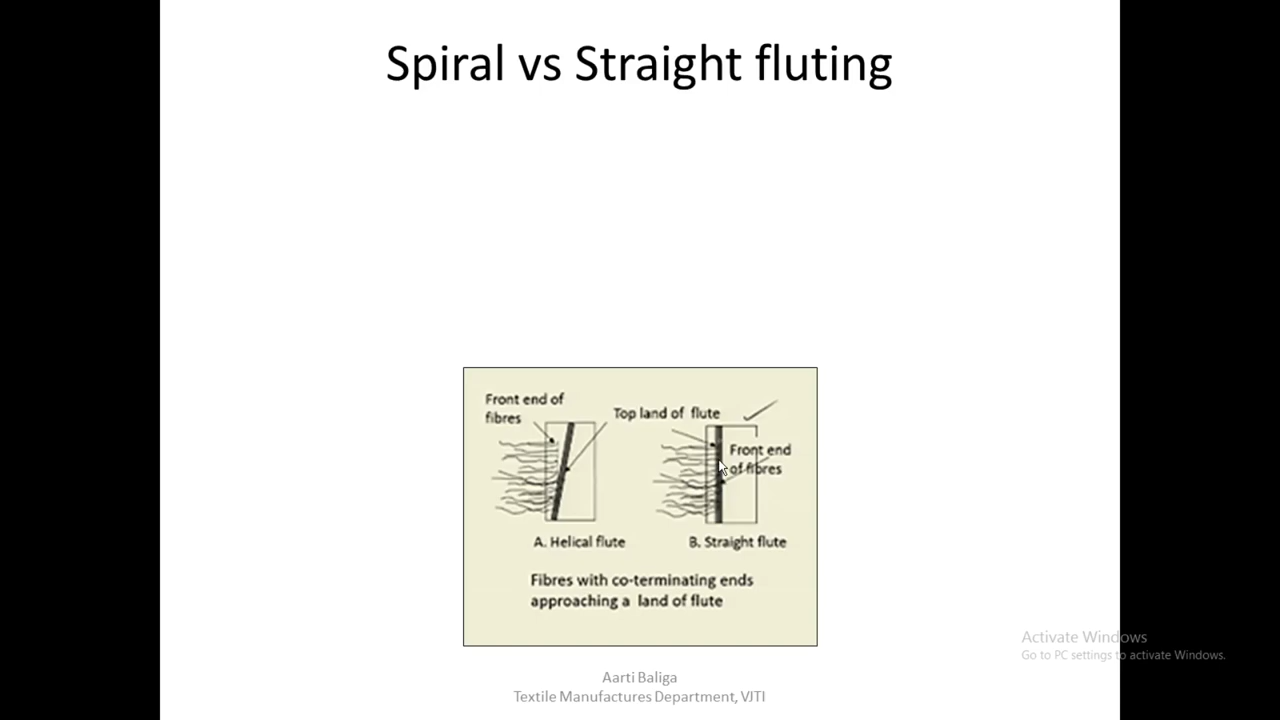 Spiral vs Straight fluting
Front end of
fibres
Top land of flute
Front end
of fibres
A. Helical flute
B. Straight flute
Fibres with co-terminating ends
approaching a land of flute
Activate Windows
Go to PC settings to activate Windows.
Aarti Baliga
Textile Manufactures Department, VJTI